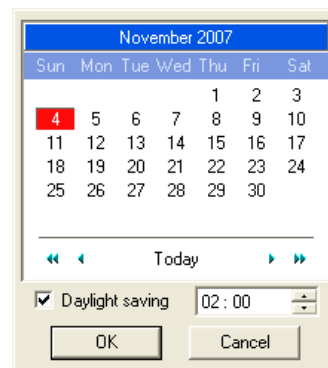 November 2007
Sun Mon Tue Wed Thu Fri Sat
1 2 3
4 5 6 7 8 9 10
11 12 13 14 15 16 17
18 19 20 21 22 23 24
25 26 27 28 29 30
Today
Daylight saving 02 : 00
OK Cancel